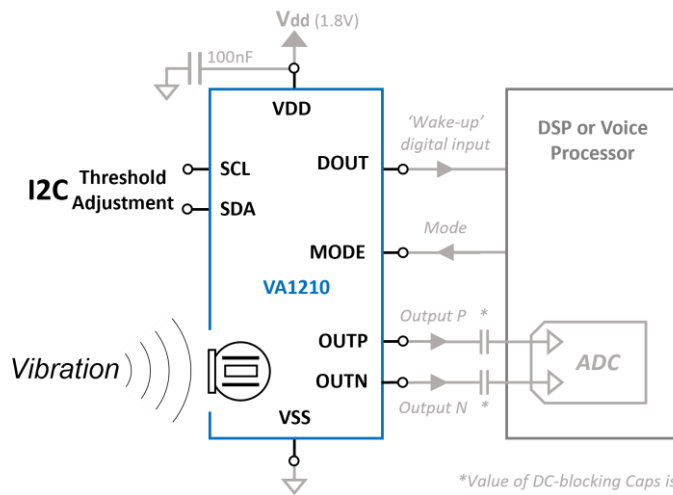 Vdd (1.8V)
100nF
VDD
SCL
SDA
I2C Threshold
Adjustment
DOUT
MODE
VA1210
OUTP
OUTN
VSS
Vibration
‘Wake-up’
digital input
Mode
Output P *
Output N *
DSP or Voice
Processor
ADC
*Value of DC-blocking Caps is